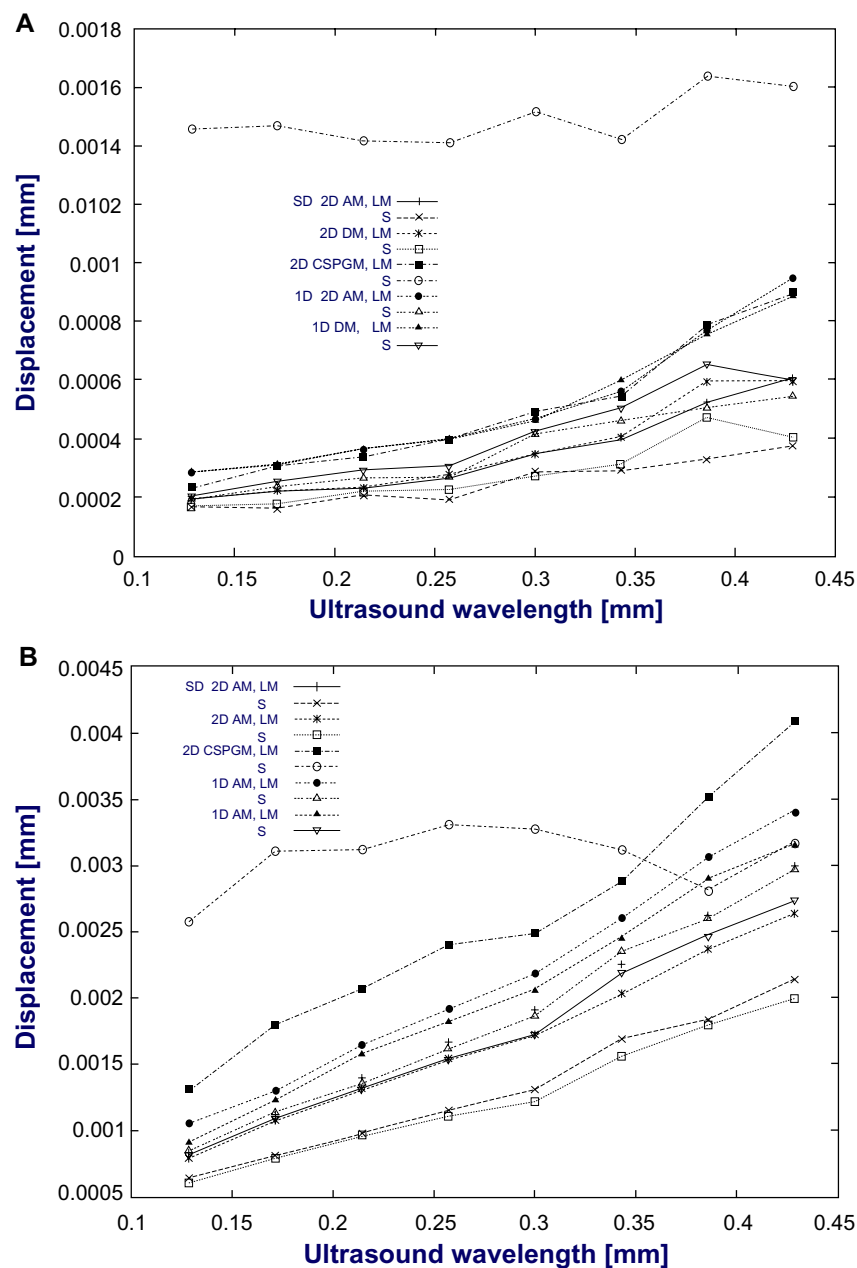 A
0.0018
0.0016
0.0014
0.0102
0.001
0.0008
0.0006
0.0004
0.0002
0
Displacement [mm]
SD 2D AM, LM
S
2D DM, LM
S
2D CSPGM, LM
S
1D 2D AM, LM
S
1D DM, LM
S
0.1 0.15 0.2 0.25 0.3 0.35 0.4 0.45
Ultrasound wavelength [mm]
B
0.0045
0.004
0.0035
0.003
0.0025
0.002
0.0015
0.001
0.0005
Displacement [mm]
SD 2D AM, LM
S
2D AM, LM
S
2D CSPGM, LM
S
1D AM, LM
S
1D AM, LM
S
0.1 0.15 0.2 0.25 0.3 0.35 0.4 0.45
Ultrasound wavelength [mm]